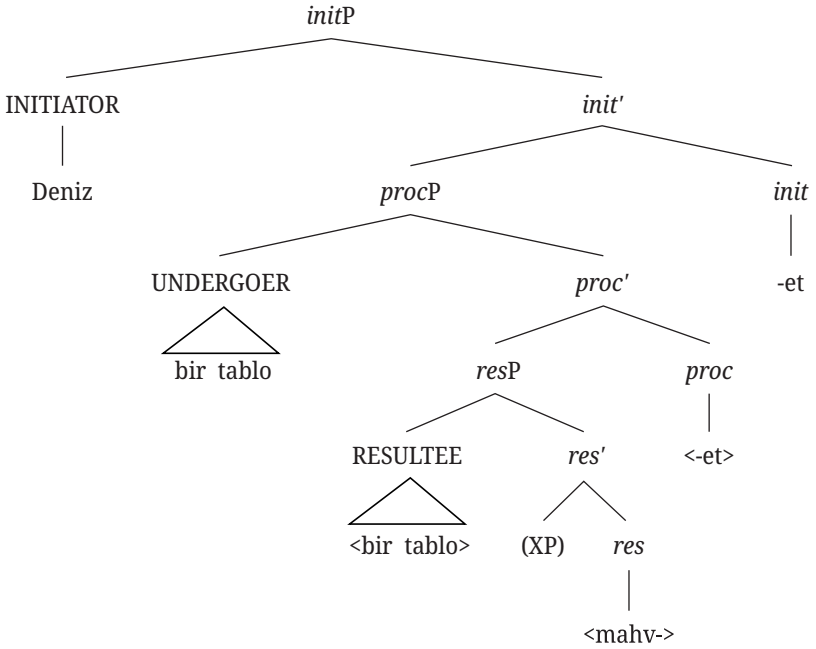 initP
INITIATOR init'
Deniz procP init
UNDERGOER proc' -et
bir tablo resP proc
RESULTEE res' <-et>
<bir tablo> (XP) res
<mahv->